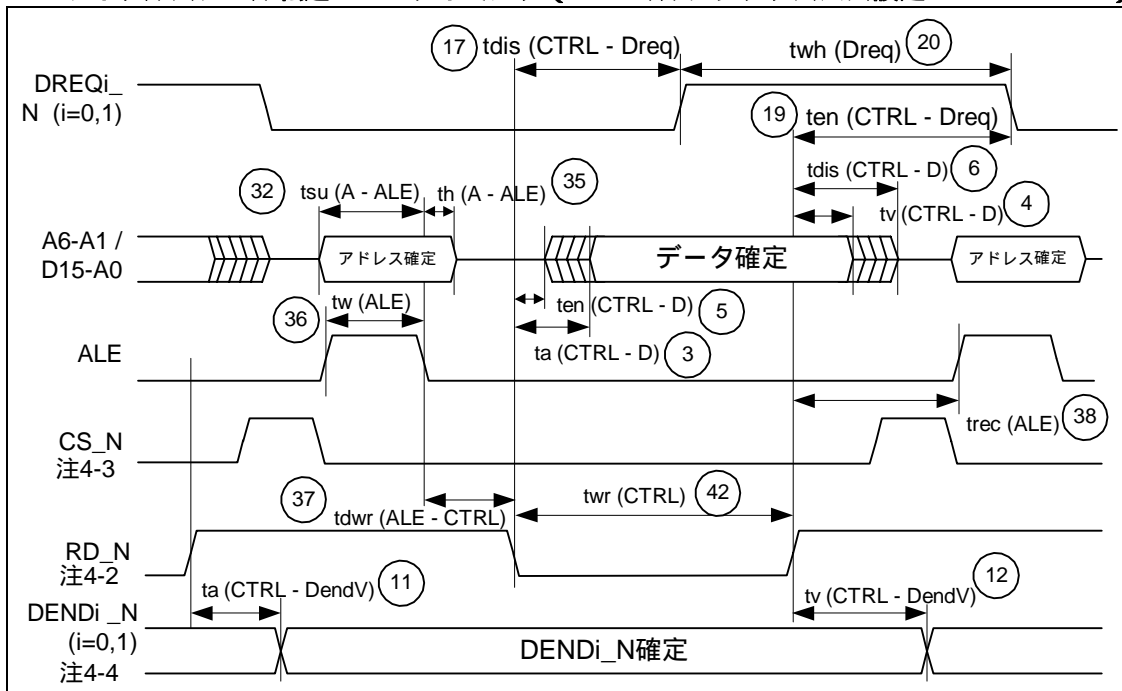 17 tdis (CTRL - Dreq)
twh (Dreq) 20
DREQi_
N (i=0,1)
19 ten (CTRL - Dreq)
tdis (CTRL - D) 6
32 tsu (A - ALE)
th (A - ALE) 35
tv (CTRL - D) 4
A6-A1 /
D15-A0
アドレス確定
データ確定
アドレス確定
36 tw (ALE)
ten (CTRL - D) 5
ta (CTRL - D) 3
ALE
trec (ALE) 38
CS_N
注4-3
37
tdwr (ALE - CTRL)
twr (CTRL) 42
RD_N
注4-2
ta (CTRL - DendV) 11
tv (CTRL - DendV) 12
DENDi _N
(i=0,1)
注4-4
DENDi_N確定